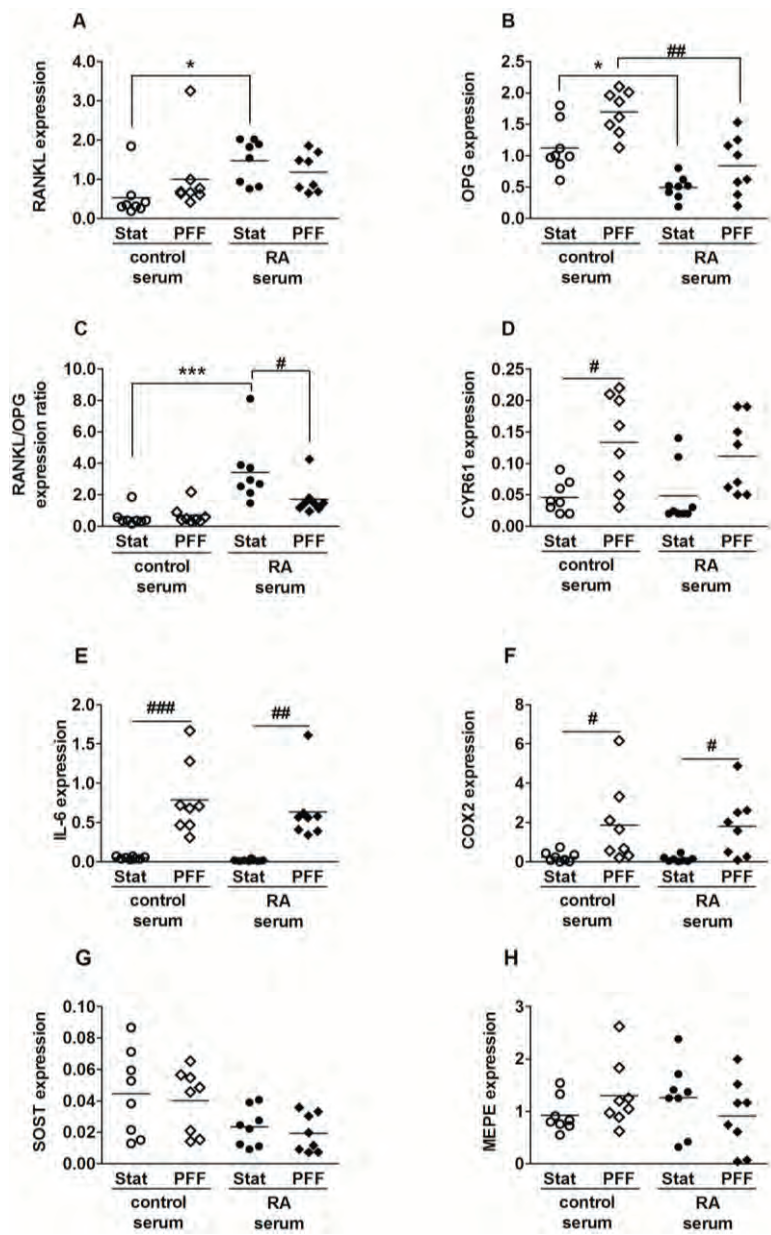 A
RANKL expression
4.0
3.0
2.0
1.0
0.0
*
Stat PFF Stat PFF
control serum
RA serum
B
OPG expression
2.5
2.0
1.5
1.0
0.5
0.0
*
##
Stat PFF Stat PFF
control serum
RA serum
C
RANKL/OPG
expression ratio
10.0
8.0
6.0
4.0
2.0
0.0
***
#
Stat PFF Stat PFF
control serum
RA serum
D
CYR61 expression
0.25
0.20
0.15
0.10
0.05
0.00
#
Stat PFF Stat PFF
control serum
RA serum
E
IL-6 expression
2.0
1.5
1.0
0.5
0.0
###
##
Stat PFF Stat PFF
control serum
RA serum
F
COX2 expression
8
6
4
2
0
#
#
Stat PFF Stat PFF
control serum
RA serum
G
SOST expression
0.10
0.08
0.06
0.04
0.02
0.00
Stat PFF Stat PFF
control serum
RA serum
H
MEPE expression
3
2
1
0
Stat PFF Stat PFF
control serum
RA serum